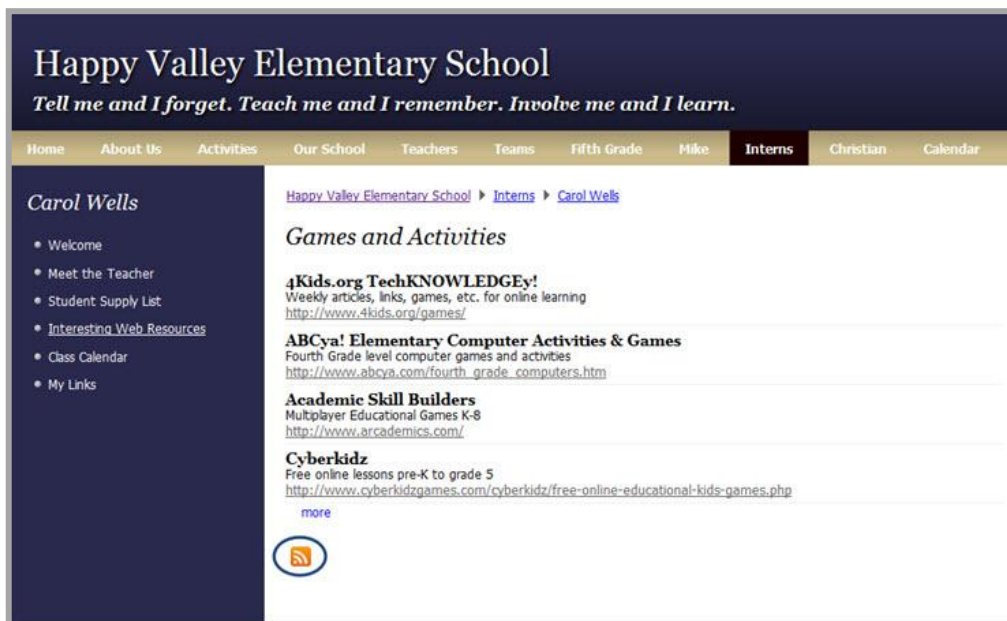 Happy Valley Elementary School
Tell me and I forget. Teach me and I remember. Involve me and I learn.
Home About Us Activities Our School Teachers Teams Fifth Grade Mike Interns Christian Calendar
Carol Wells
Welcome
Meet the Teacher
Student Supply List
Interesting Web Resources
Class Calendar
My Links
Happy Valley Elementary School Interns Carol Wells
Games and Activities
4Kids.org TechKNOWLEDGEy!
Weekly articles, links, games, etc. for online learning
http://www.4kids.org/games/
ABCya! Elementary Computer Activities & Games
Fourth Grade level computer games and activities
http://www.abcya.com/fourth_grade_computers.htm
Academic Skill Builders
Multiplayer Educational Games K-8
http://www.arcademics.com/
Cyberkidz
Free online lessons pre-K to grade 5
http://www.cyberkidzgames.com/cyberkidz/free-online-educational-kids-games.php
more